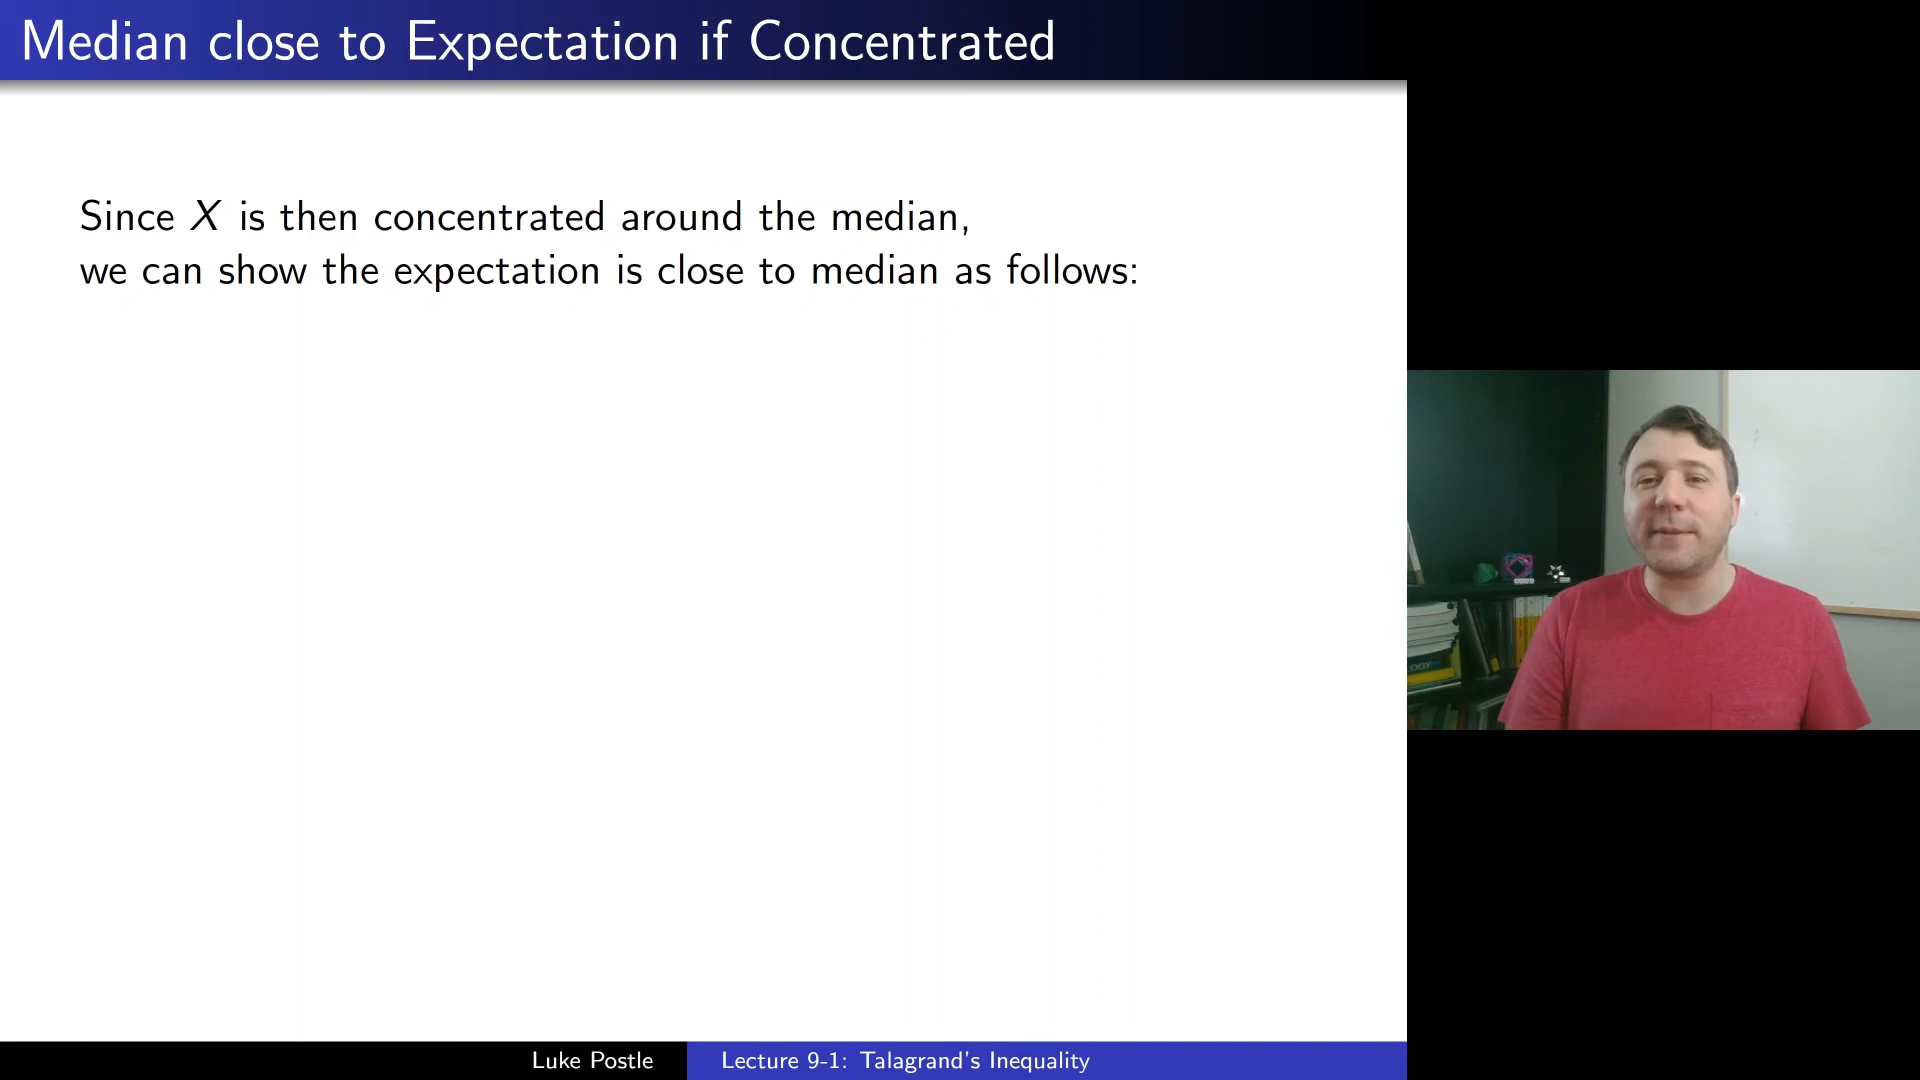 Median close to Expectation if Concentrated
Since X is then concentrated around the median,
we can show the expectation is close to median as follows:
OGY
Luke Postle
Lecture 9-1: Talagrand's Inequality